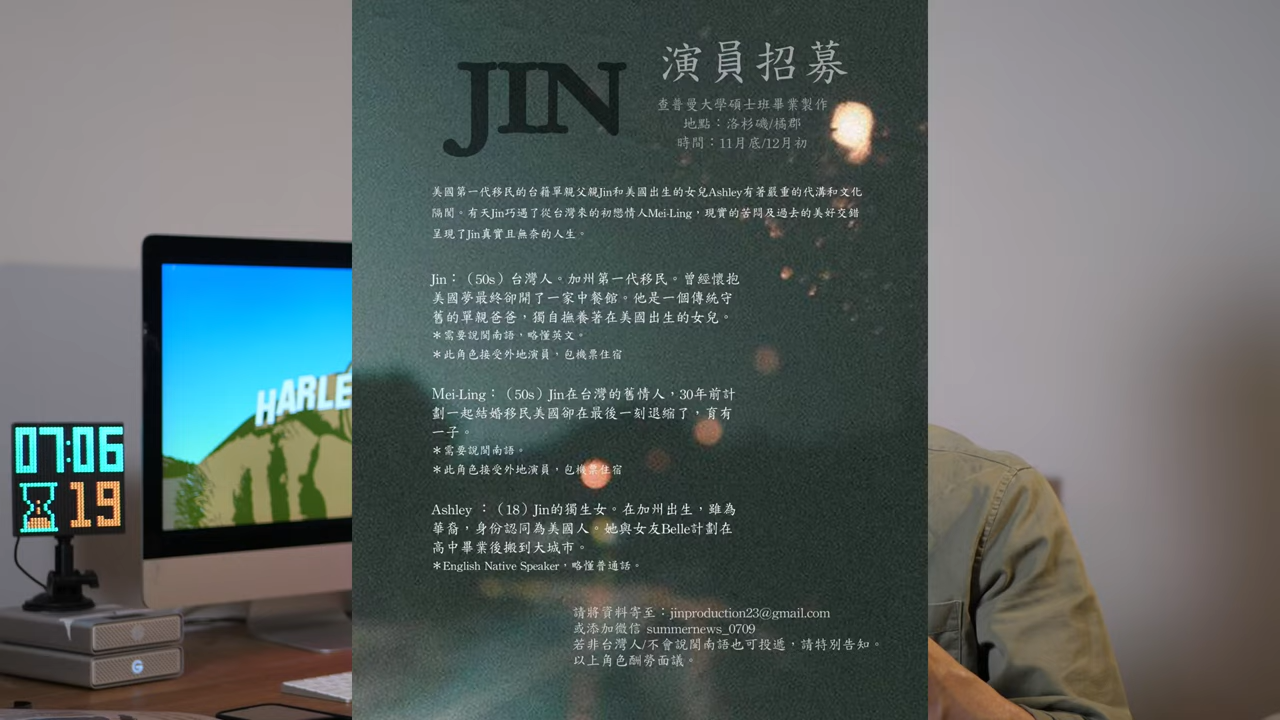 JIN
演員招募
查普曼大學碩士班畢業製作
地點：洛杉磯/橘郡
時間：11月底/12月初
美國第一代移民的台籍單親父親Jin和美國出生的女兒Ashley有著嚴重的代溝和文化
隔閡。有天Jin巧遇了從台灣來的初戀情人Mei-Ling，現實的苦悶及過去的美好交錯
呈現了Jin真實且無奈的人生。
Jin：（50s）台灣人。加州第一代移民。曾經懷抱
美國夢最終卻開了一家中餐館。他是一個傳統守
舊的單親爸爸，獨自撫養著在美國出生的女兒。
＊需要說閩南語，略懂英文。
＊此角色接受外地演員，包機票住宿
Mei-Ling：（50s）Jin在台灣的舊情人，30年前計
劃一起結婚移民美國卻在最後一刻退縮了，育有
一子。
＊需要說閩南語。
＊此角色接受外地演員，包機票住宿
Ashley ：（18）Jin的獨生女。在加州出生，雖為
華裔，身份認同為美國人。她與女友Belle計劃在
高中畢業後搬到大城市。
＊English Native Speaker，略懂普通話。
請將資料寄至：jinproduction23@gmail.com
或添加微信 summernews_0709
若非台灣人/不會說閩南語也可投遞，請特別告知。
以上角色酬勞面議。
HARLE
07:06
19
G